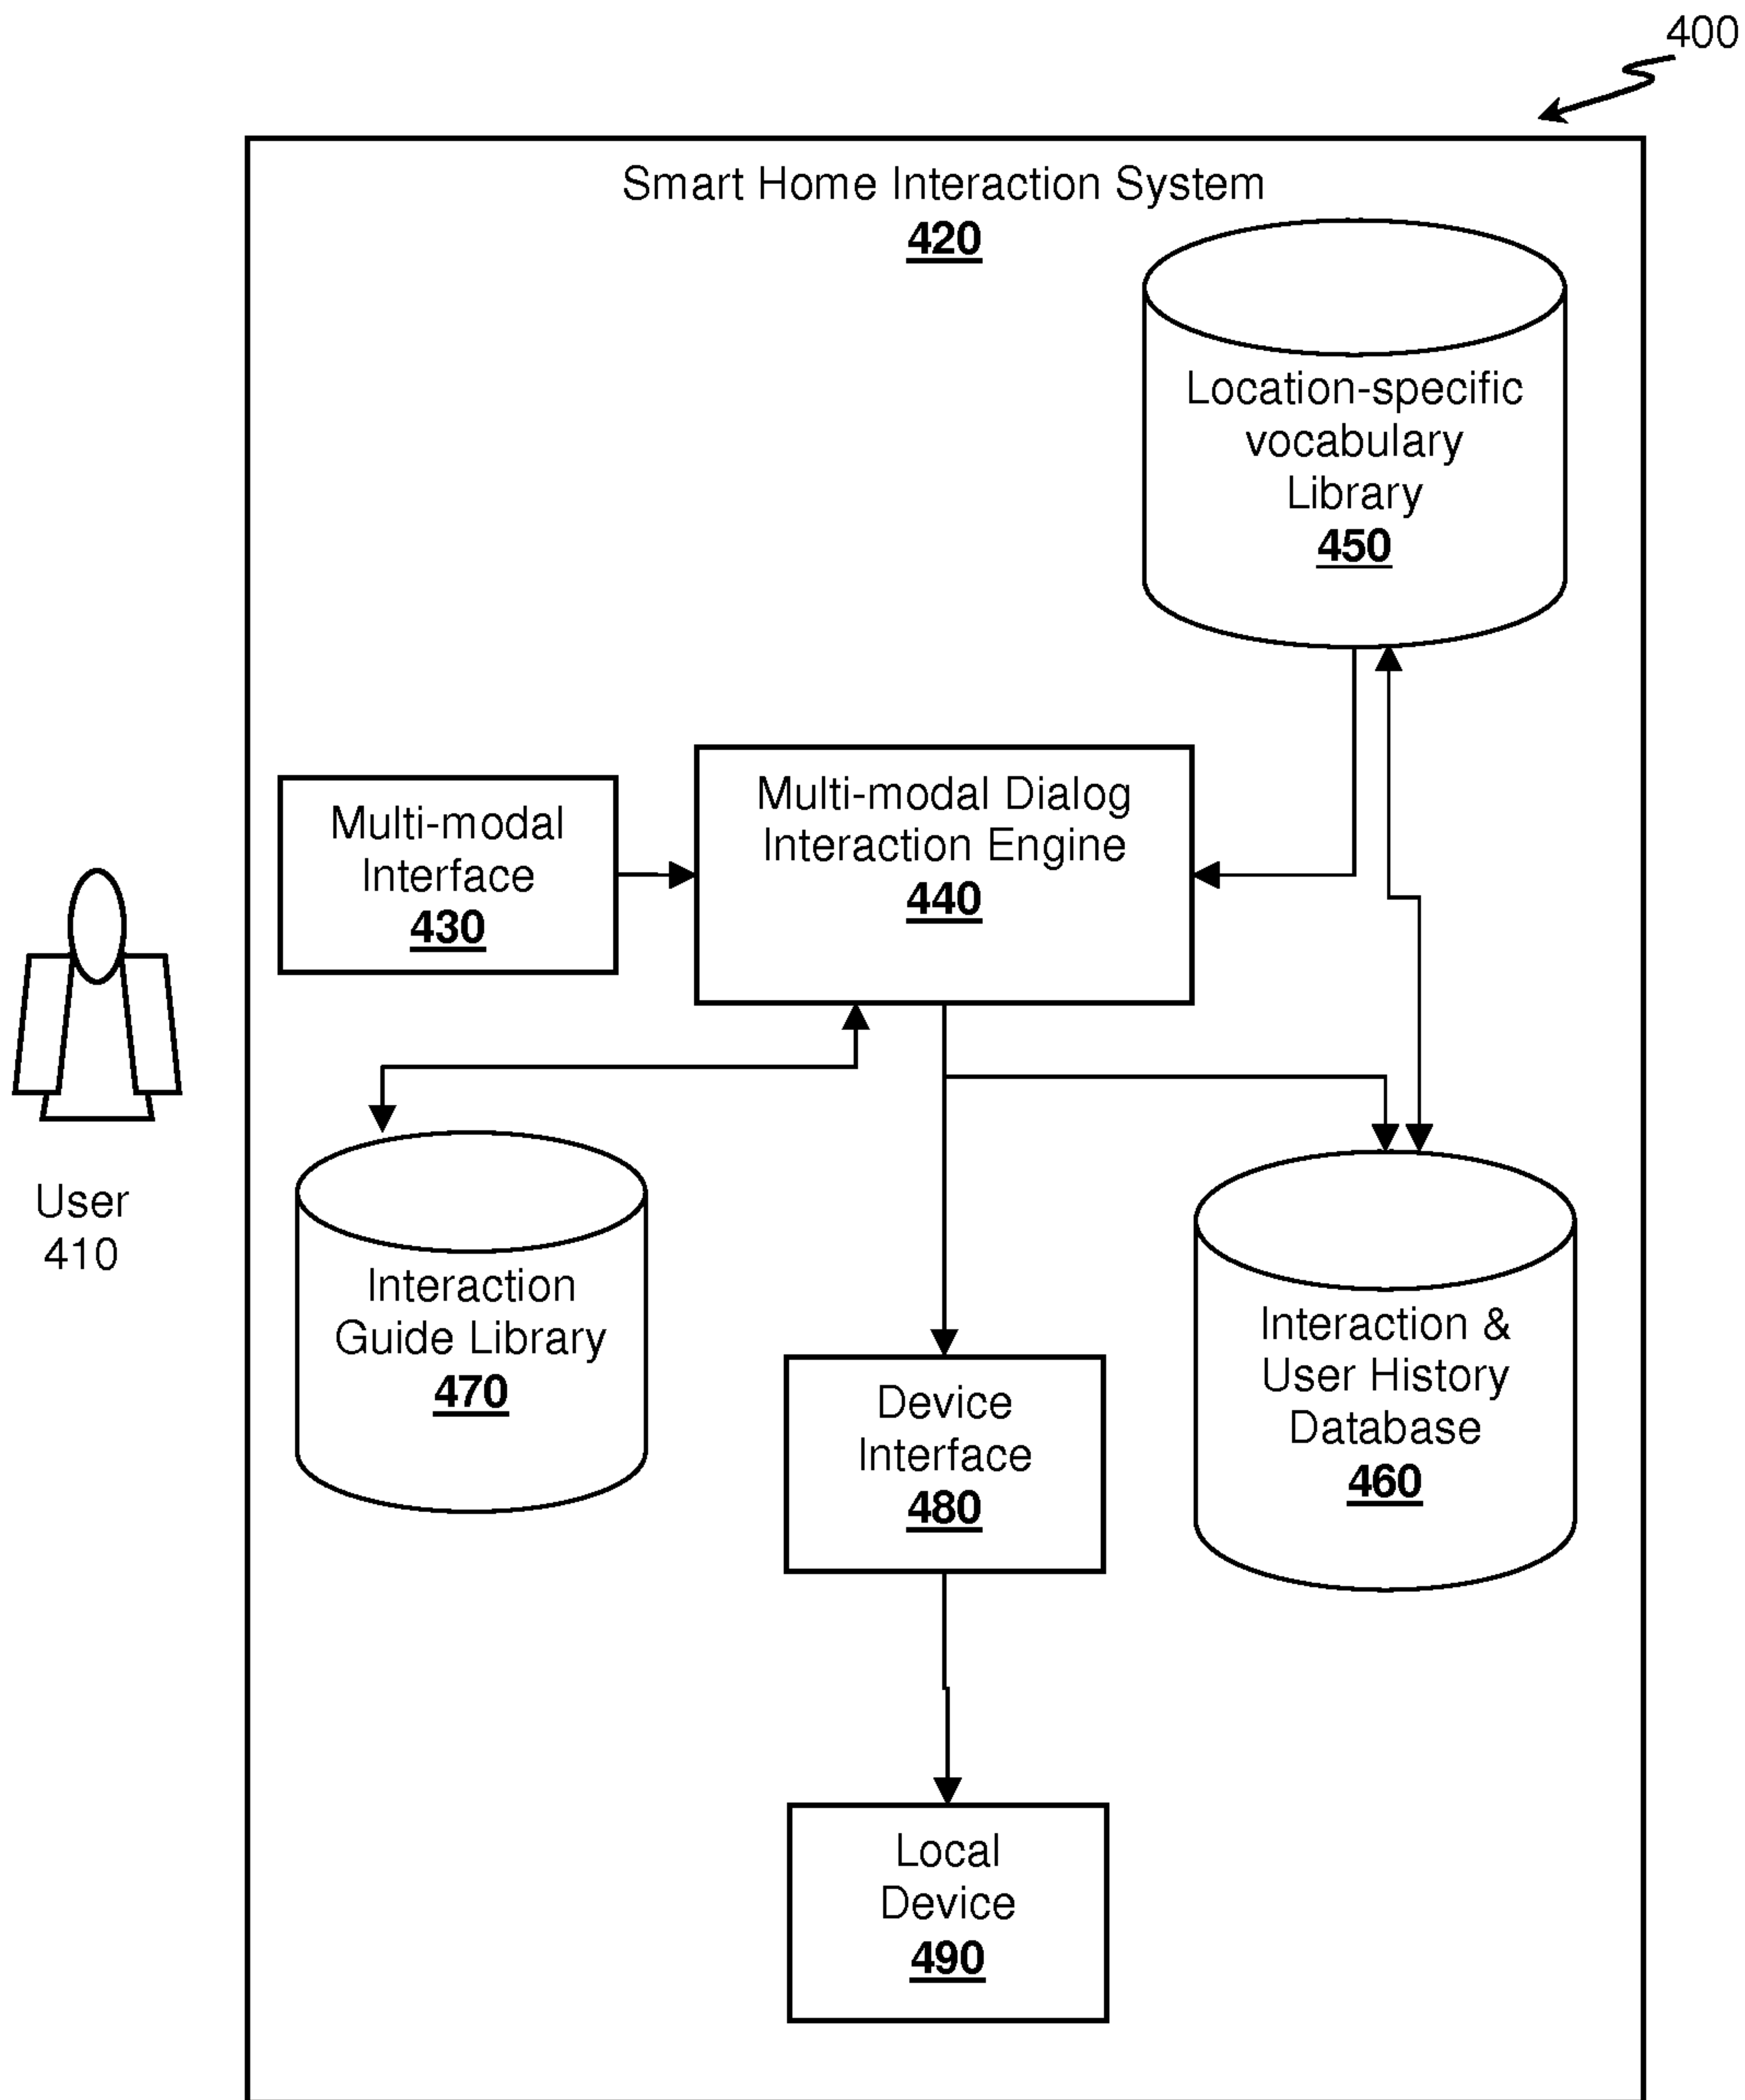 400
Smart Home Interaction System
420
Location-specific
vocabulary
Library
450
Multi-modal
Interface
430
Multi-modal Dialog
Interaction Engine
440
User
410
Interaction
Guide Library
470
Device
Interface
480
Interaction &
User History
Database
460
Local
Device
490